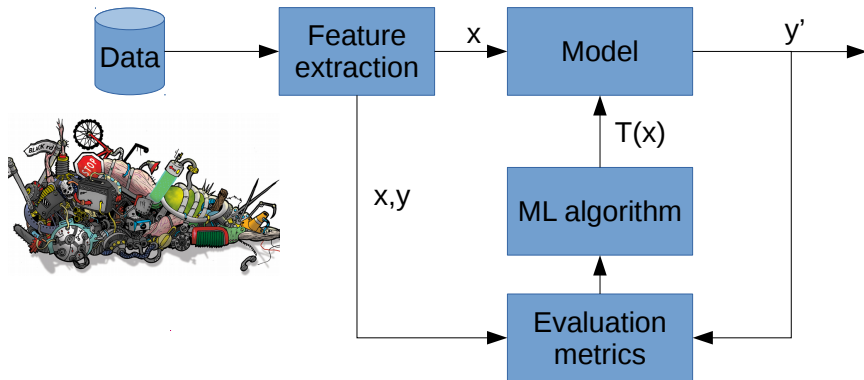 Data
Feature
extraction
x
Model
y’
T(x)
STOP
x,y
ML algorithm
Evaluation
metrics